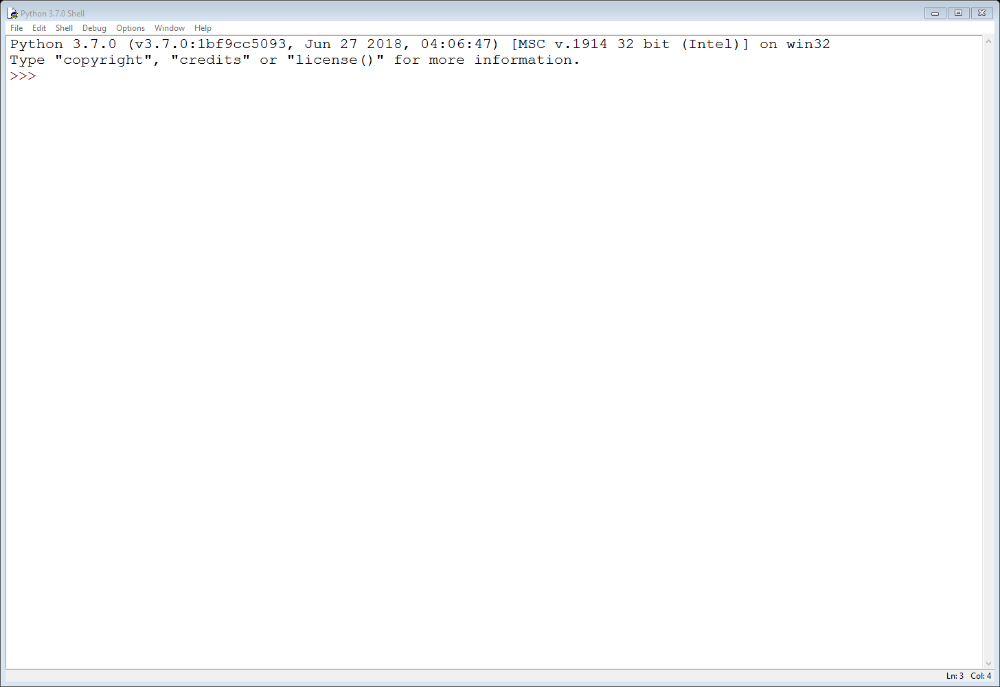 Python 3.7.0 Shell
File Edit Shell Debug Options Window Help
Python 3.7.0 (v3.7.0:1bf9cc5093, Jun 27 2018, 04:06:47) [MSC v.1914 32 bit (Intel)] on win32
Type "copyright", "credits" or "license()" for more information.
>>>
Ln: 3 Col: 4